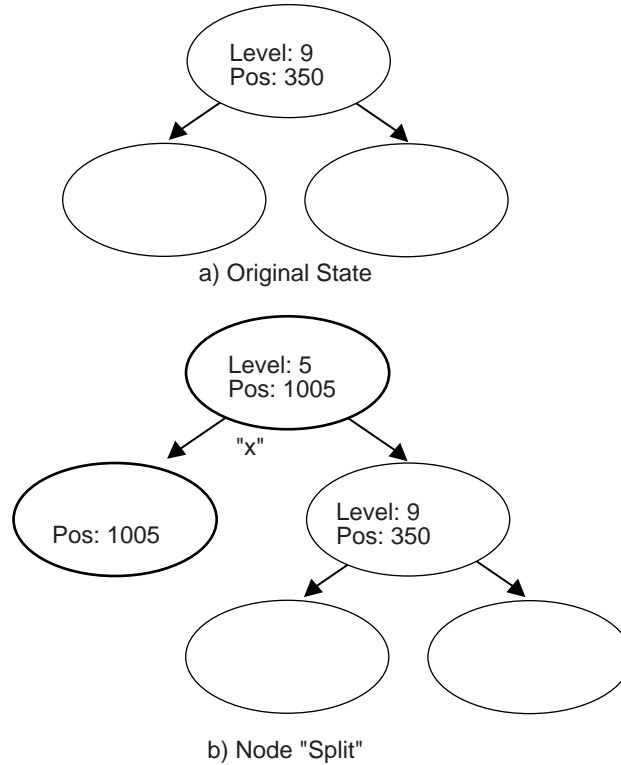 Level: 9
Pos: 350
a) Original State
Level: 5
Pos: 1005
"x"
Pos: 1005
Level: 9
Pos: 350
b) Node "Split"